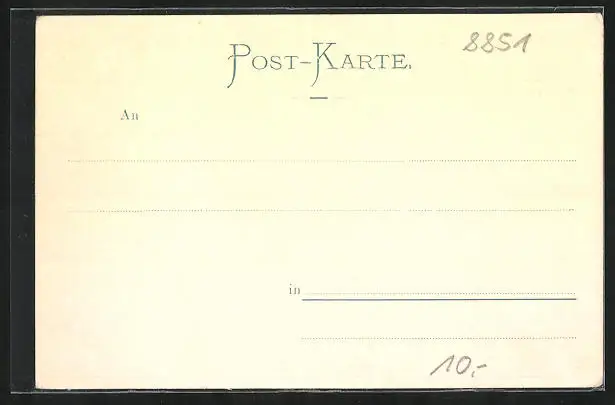 8851
Post-Karte.
An
in
10,-